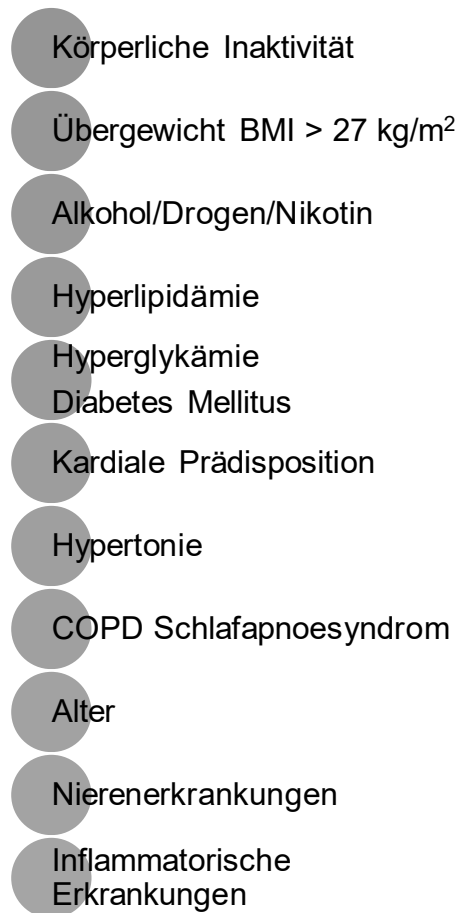 Körperliche Inaktivität
Übergewicht BMI > 27 kg/m²
Alkohol/Drogen/Nikotin
Hyperlipidämie
Hyperglykämie
Diabetes Mellitus
Kardiale Prädisposition
Hypertonie
COPD Schlafapnoesyndrom
Alter
Nierenerkrankungen
Inflammatorische
Erkrankungen